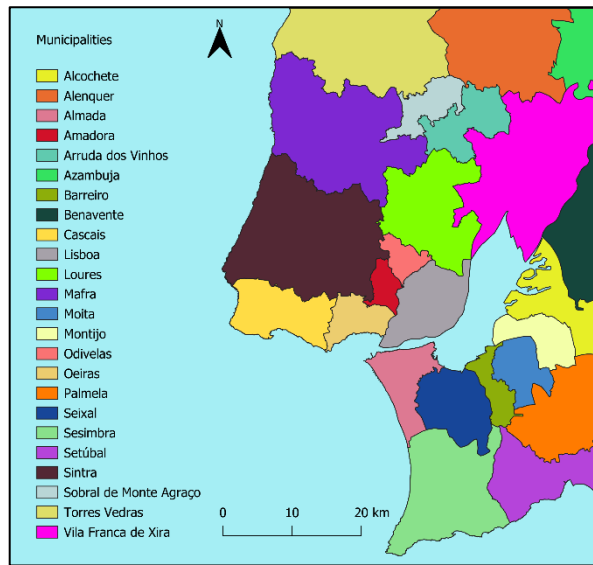 Municipalities
N
Alcochete
Alenquer
Almada
Amadora
Arruda dos Vinhos
Azambuja
Barreiro
Benavente
Cascais
Lisboa
Loures
Mafra
Moita
Montijo
Odivelas
Oeiras
Palmela
Seixal
Sesimbra
Setúbal
Sintra
Sobral de Monte Agraço
Torres Vedras
Vila Franca de Xira
0 10 20 km